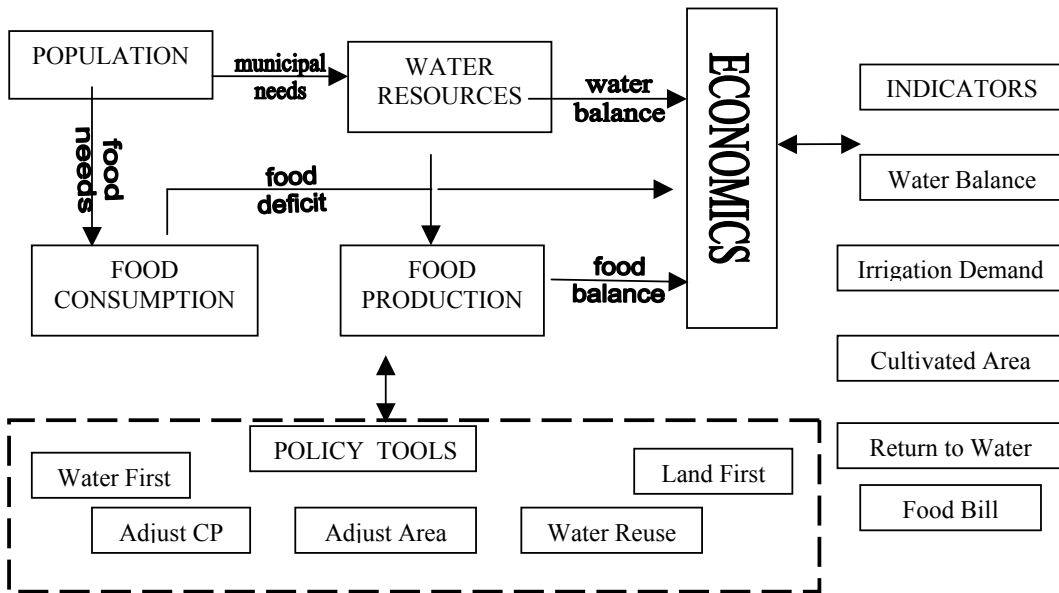 POPULATION
municipal
needs
WATER
RESOURCES
water
balance
ECONOMICS
INDICATORS
food
needs
food
deficit
Water Balance
FOOD
CONSUMPTION
FOOD
PRODUCTION
food
balance
Irrigation Demand
Cultivated Area
POLICY TOOLS
Water First
Land First
Return to Water
Adjust CP
Adjust Area
Water Reuse
Food Bill